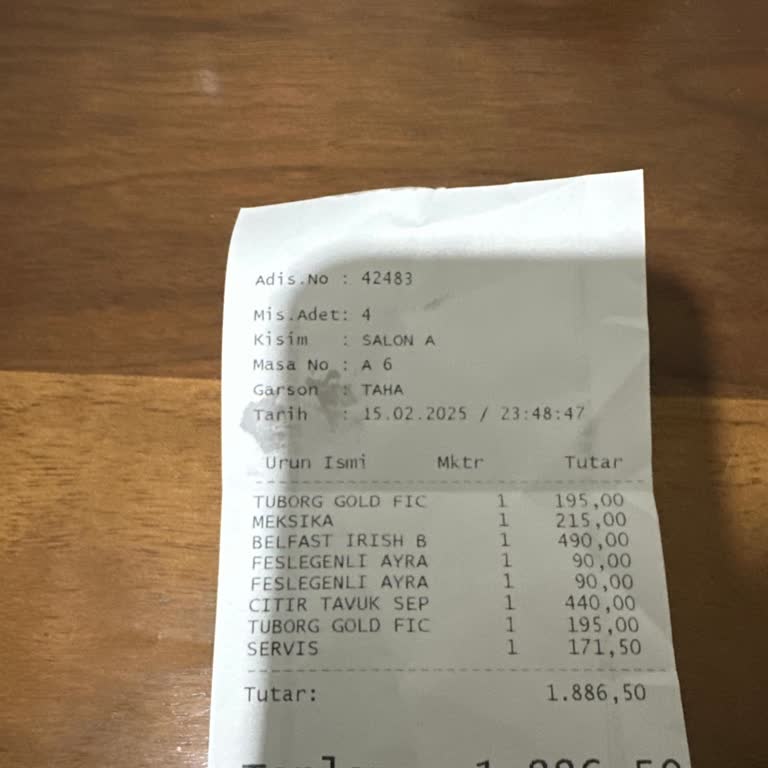 Adis.No : 42483
Mis.Adet: 4
Kisim : SALON A
Masa No : A 6
Garson : TAHA
Tarih : 15.02.2025 / 23:48:47
Urun Ismi Mktr Tutar
TUBORG GOLD FIC 1 195,00
MEKSIKA 1 215,00
BELFAST IRISH B 1 490,00
FESLEGENLI AYRA 1 90,00
FESLEGENLI AYRA 1 90,00
CITIR TAVUK SEP 1 440,00
TUBORG GOLD FIC 1 195,00
SERVIS 1 171,50
Tutar: 1.886,50
1.886,50